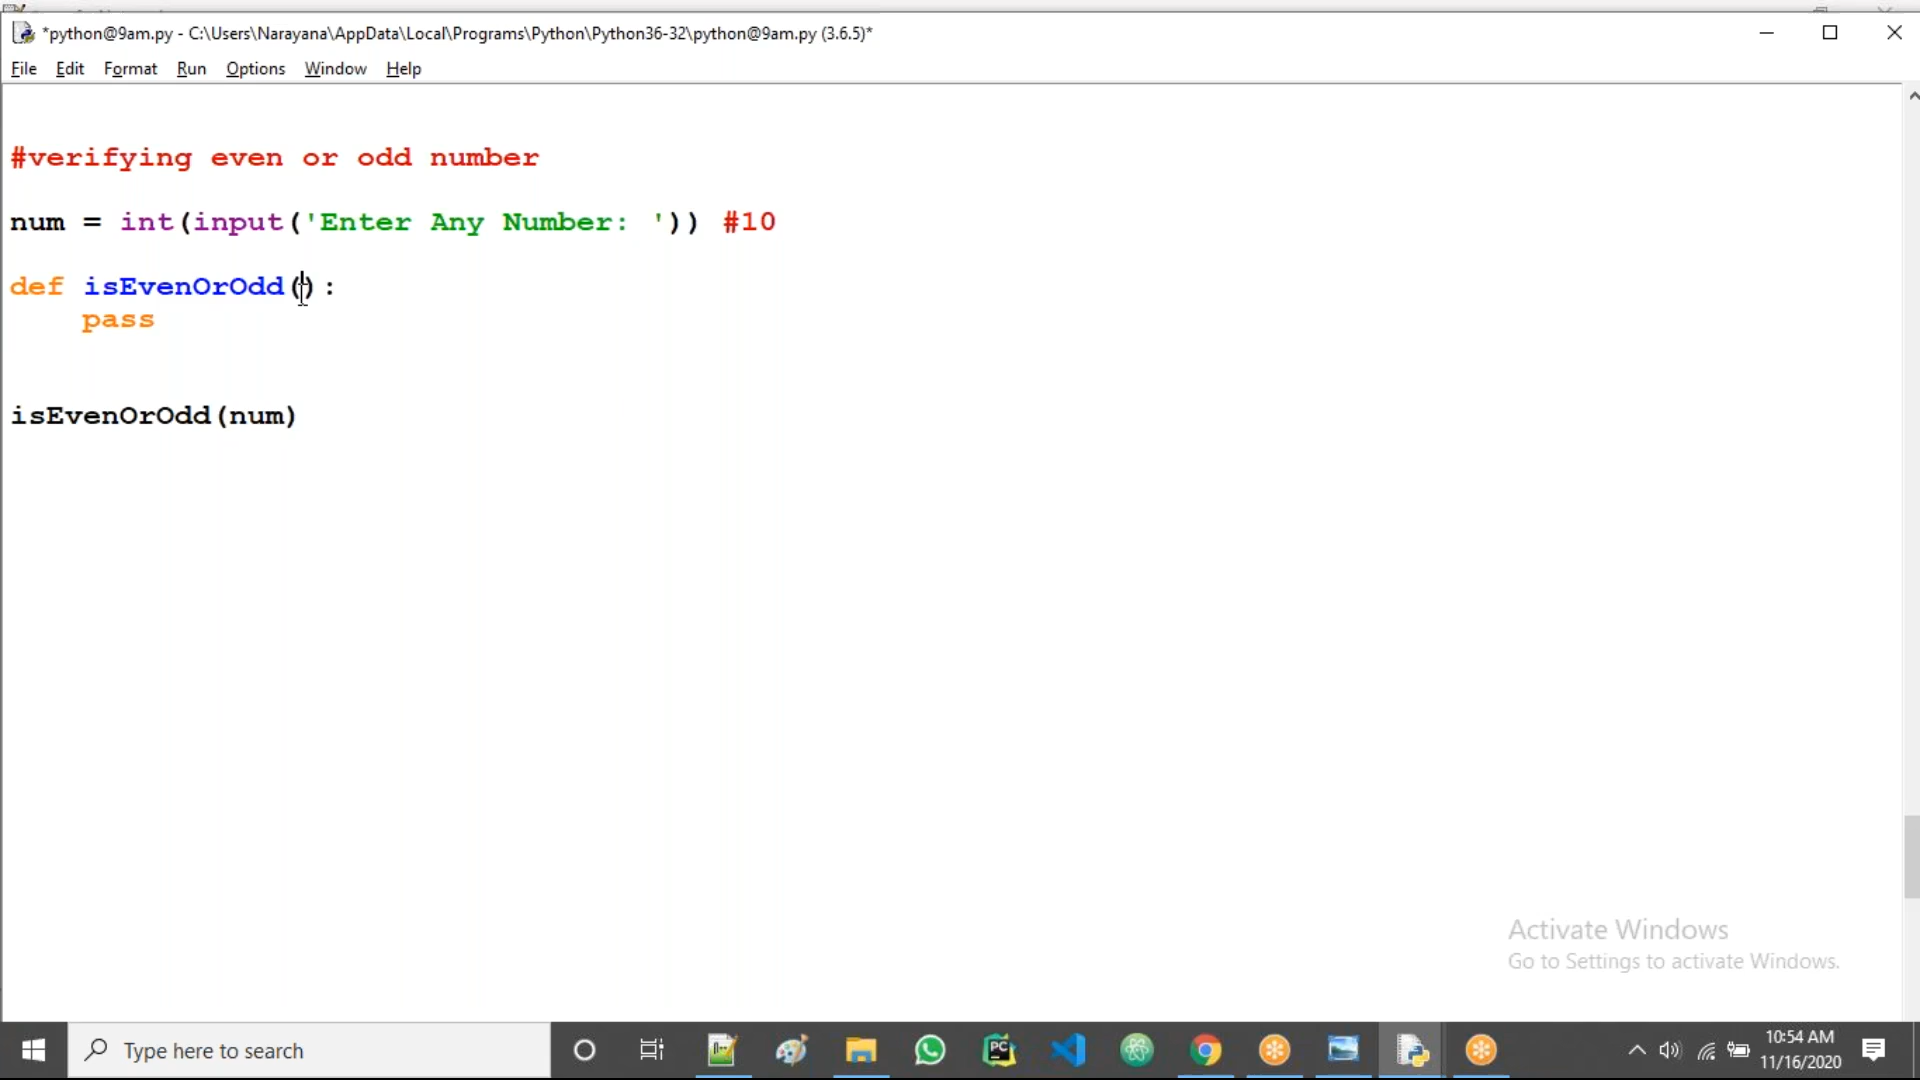 *python@9am.py - C:\Users\Narayana\AppData\Local\Programs\Python\Python36-32\python@9am.py (3.6.5)*
File Edit Format Run Options Window Help
#verifying even or odd number
num = int(input('Enter Any Number: ')) #10
def isEvenOrOdd():
    pass
isEvenOrOdd(num)
Activate Windows
Go to Settings to activate Windows.
Type here to search
PC
10:54 AM
11/16/2020